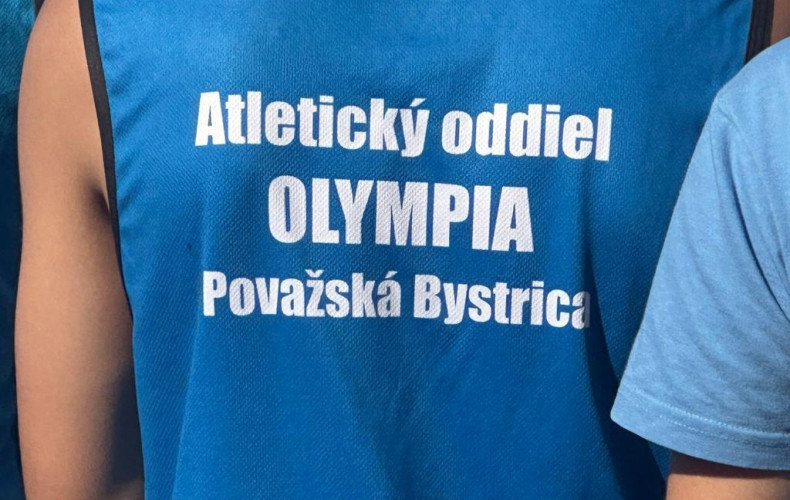 Atletický oddiel
OLYMPIA
Považská Bystrica